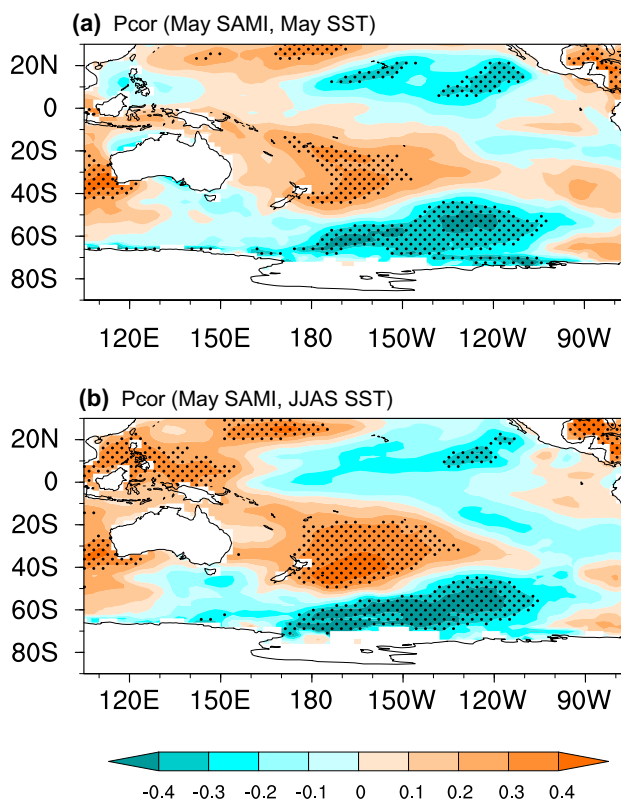 (a) Pcor (May SAMI, May SST)
20N
0
20S
40S
60S
80S
120E 150E 180 150W 120W 90W
(b) Pcor (May SAMI, JJAS SST)
20N
0
20S
40S
60S
80S
120E 150E 180 150W 120W 90W
-0.4 -0.3 -0.2 -0.1 0 0.1 0.2 0.3 0.4